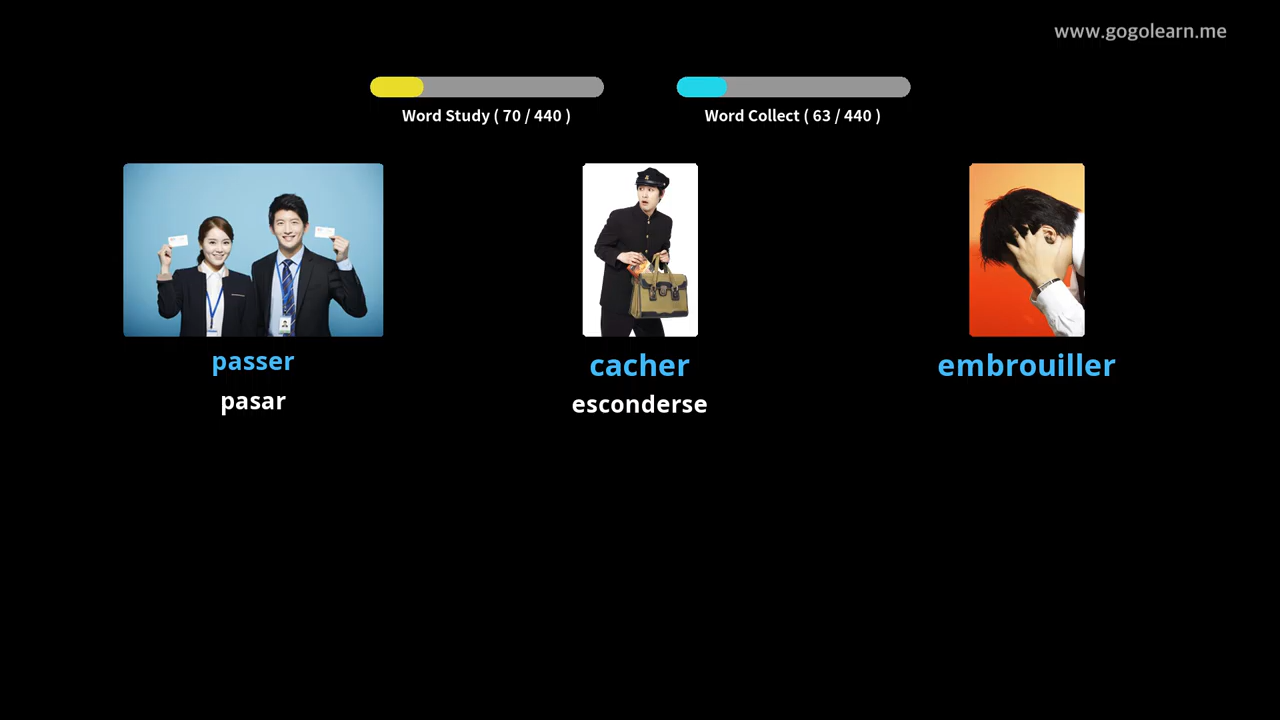 www.gogolearn.me
Word Study ( 70 / 440 )
Word Collect ( 63 / 440 )
passer
pasar
cacher
esconderse
embrouiller